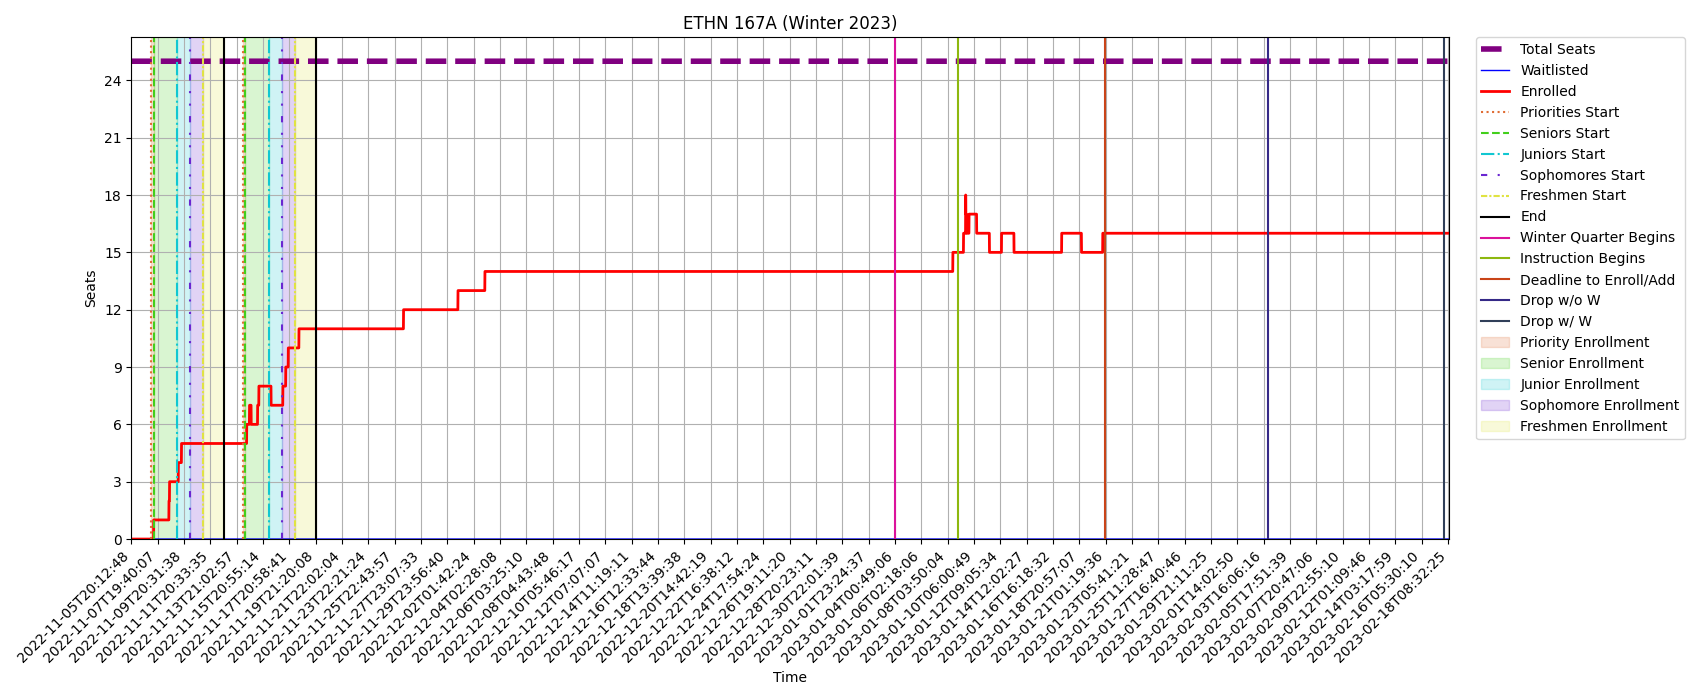 ETHN 167A (Winter 2023)
Seats
24
21
18
15
12
9
6
3
0
2022-11-05T20:12:48
2022-11-07T19:40:07
2022-11-09T20:31:38
2022-11-11T20:33:35
2022-11-13T21:02:57
2022-11-15T20:55:14
2022-11-17T20:58:41
2022-11-19T21:20:08
2022-11-21T22:02:04
2022-11-23T22:21:24
2022-11-25T22:43:57
2022-11-27T23:07:33
2022-11-29T23:56:40
2022-12-04T01:42:24
2022-12-04T02:28:08
2022-12-06T03:25:10
2022-12-08T04:43:48
2022-12-10T05:46:17
2022-12-12T07:07:07
2022-12-14T11:19:11
2022-12-16T12:33:44
2022-12-18T13:39:38
2022-12-20T14:42:19
2022-12-22T16:38:12
2022-12-24T17:54:24
2022-12-26T19:11:20
2022-12-28T20:23:11
2022-12-30T22:01:39
2023-01-01T23:24:37
2023-01-04T00:49:06
2023-01-06T02:18:06
2023-01-08T03:50:04
2023-01-10T06:00:49
2023-01-12T09:05:34
2023-01-14T12:02:27
2023-01-16T16:18:32
2023-01-18T20:57:07
2023-01-21T01:19:36
2023-01-23T05:41:21
2023-01-25T11:28:47
2023-01-27T16:40:46
2023-01-29T21:11:25
2023-02-01T14:02:50
2023-02-03T16:06:16
2023-02-05T17:51:39
2023-02-07T20:47:06
2023-02-09T22:55:10
2023-02-12T01:09:46
2023-02-14T03:17:59
2023-02-16T05:30:10
2023-02-18T08:32:25
Time
Total Seats
Waitlisted
Enrolled
Priorities Start
Seniors Start
Juniors Start
Sophomores Start
Freshmen Start
End
Winter Quarter Begins
Instruction Begins
Deadline to Enroll/Add
Drop w/o W
Drop w/ W
Priority Enrollment
Senior Enrollment
Junior Enrollment
Sophomore Enrollment
Freshmen Enrollment